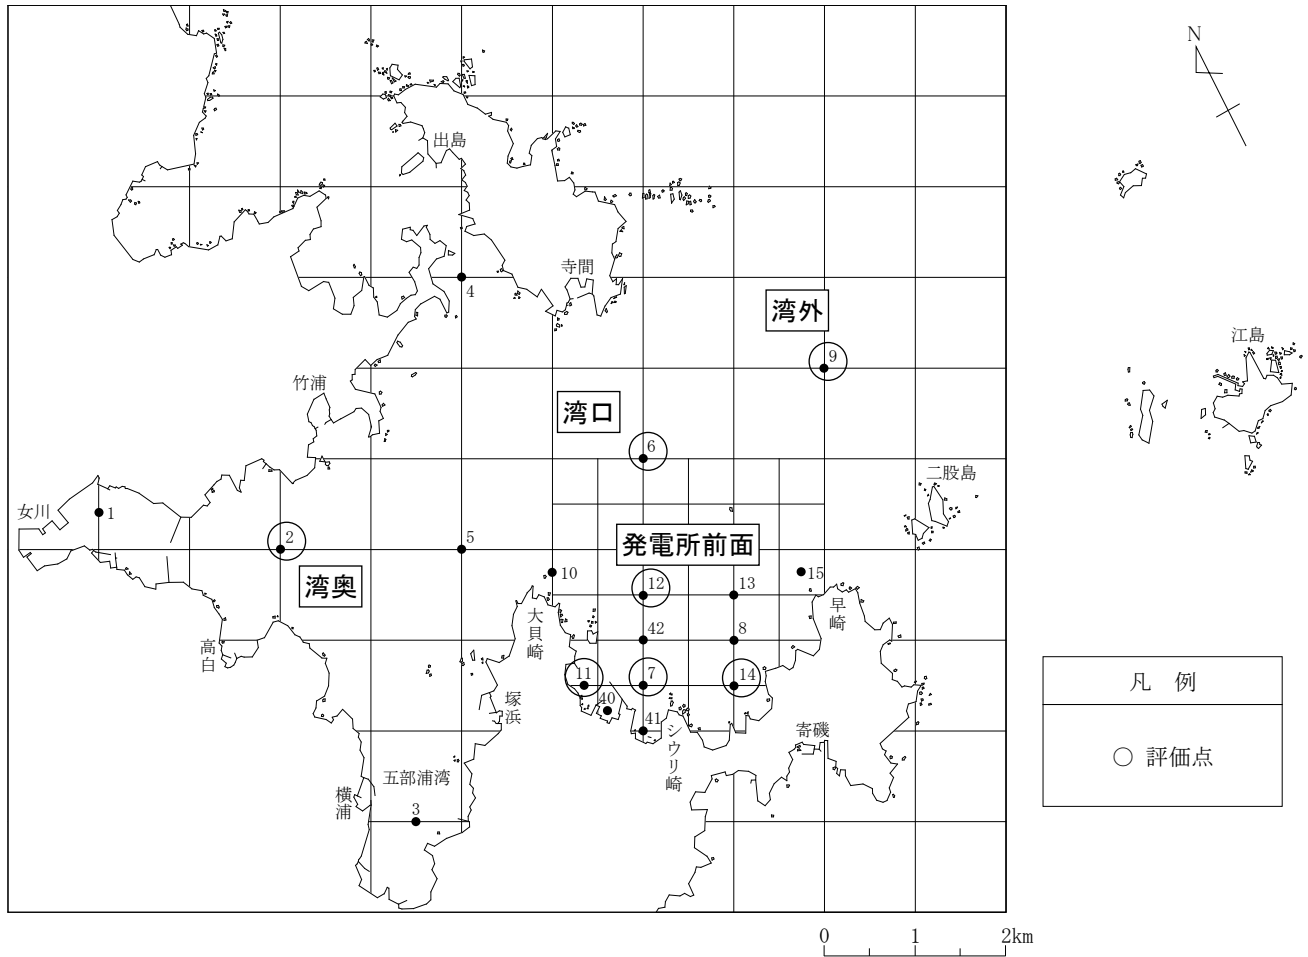 N
出島
4
寺間
湾外
9
江島
竹浦
湾口
6
二股島
女川
1
2
5
発電所前面
湾奥
10
12
13
15
大貝崎
早崎
高白
42
8
11
7
14
40
塚浜
41
シウリ崎
寄磯
凡 例
○ 評価点
五部浦湾
横浦
3
0 1 2km